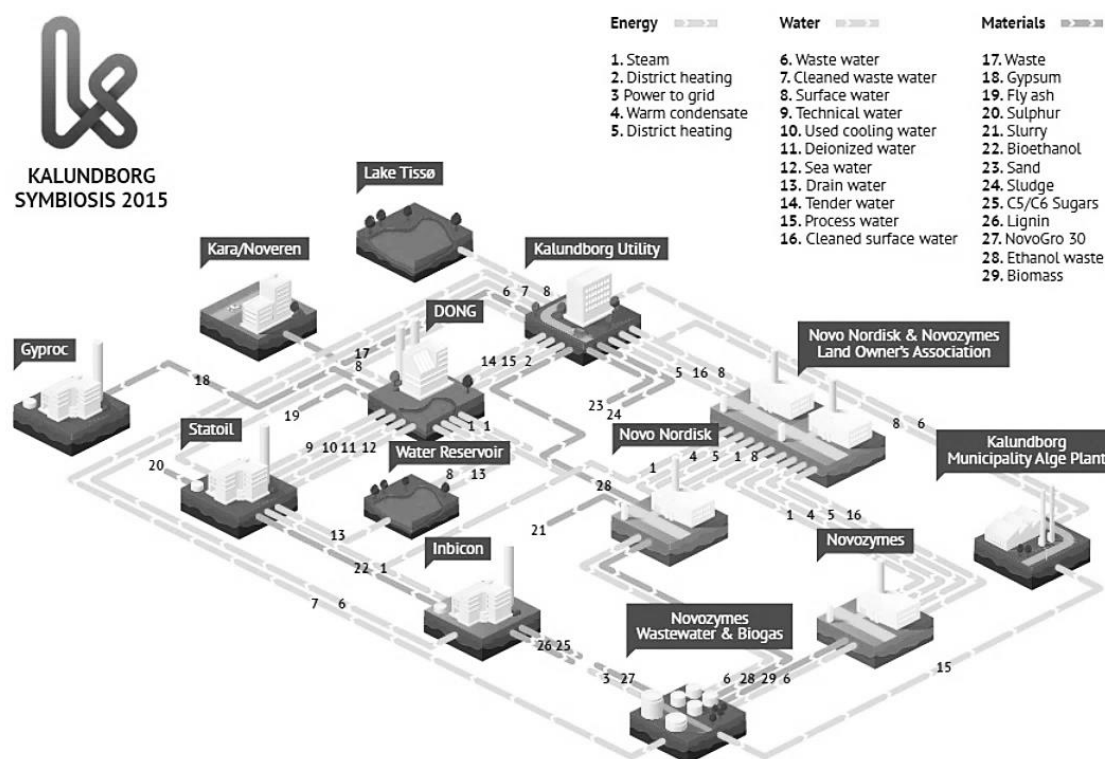 KALUNDBORG
SYMBIOSIS 2015
Energy
1. Steam
2. District heating
3 Power to grid
4. Warm condensate
5. District heating
Water
6. Waste water
7. Cleaned waste water
8. Surface water
9. Technical water
10. Used cooling water
11. Deionized water
12. Sea water
13. Drain water
14. Tender water
15. Process water
16. Cleaned surface water
Materials
17. Waste
18. Gypsum
19. Fly ash
20. Sulphur
21. Slurry
22. Bioethanol
23. Sand
24. Sludge
25. C5/C6 Sugars
26. Lignin
27. NovoGro 30
28. Ethanol waste
29. Biomass
Lake Tissø
Kara/Noveren
Kalundborg Utility
6 7 8
DONG
Gyproc
17
8
14 15 2
Novo Nordisk & Novozymes
Land Owner's Association
5 16 8
18
19
23
24
8 6
Statoil
9 10 11 12
1 1
Water Reservoir
Novo Nordisk
Kalundborg
Municipality Alge Plant
20
8 13
1 4 5 1 8
28
13
21
1 4 5 16
Inbicon
Novozymes
22 1
7 6
Novozymes
Wastewater & Biogas
26 25
3 27
6 28 29 6
15